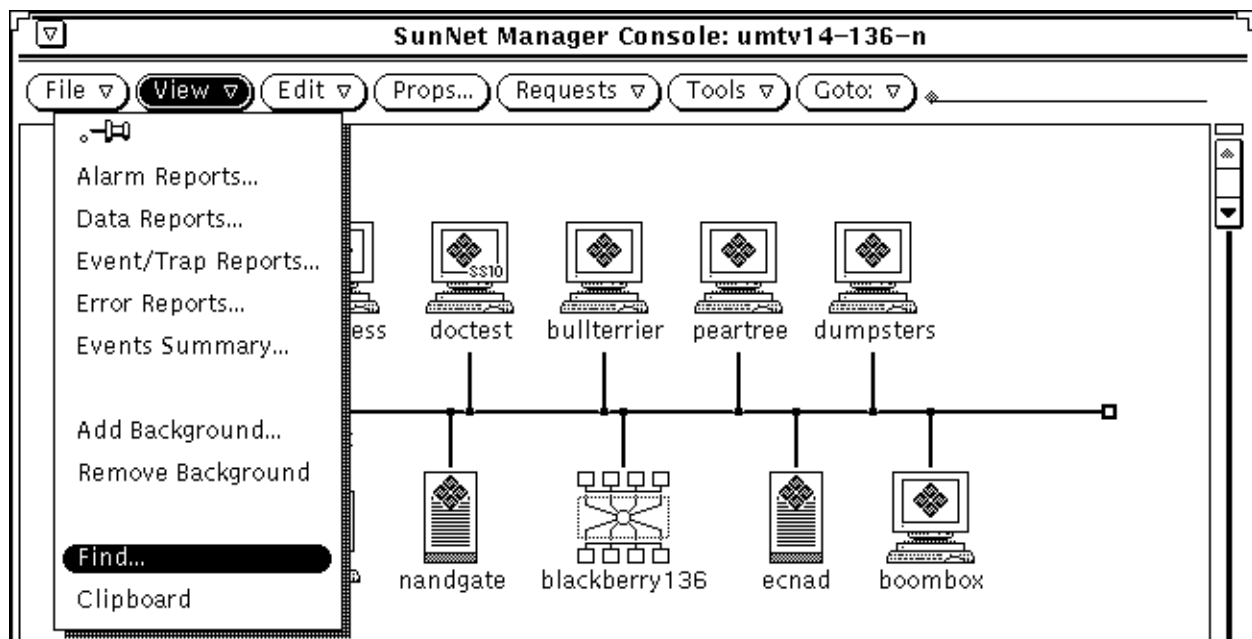 SunNet Manager Console: umtv14-136-n
File View Edit Props... Requests Tools Goto:
Alarm Reports...
Data Reports...
Event/Trap Reports...
Error Reports...
Events Summary...
Add Background...
Remove Background
Find...
Clipboard
SS10
ess doctest bullterrier peartree dumpsters
nandgate blackberry136 ecnad boombox